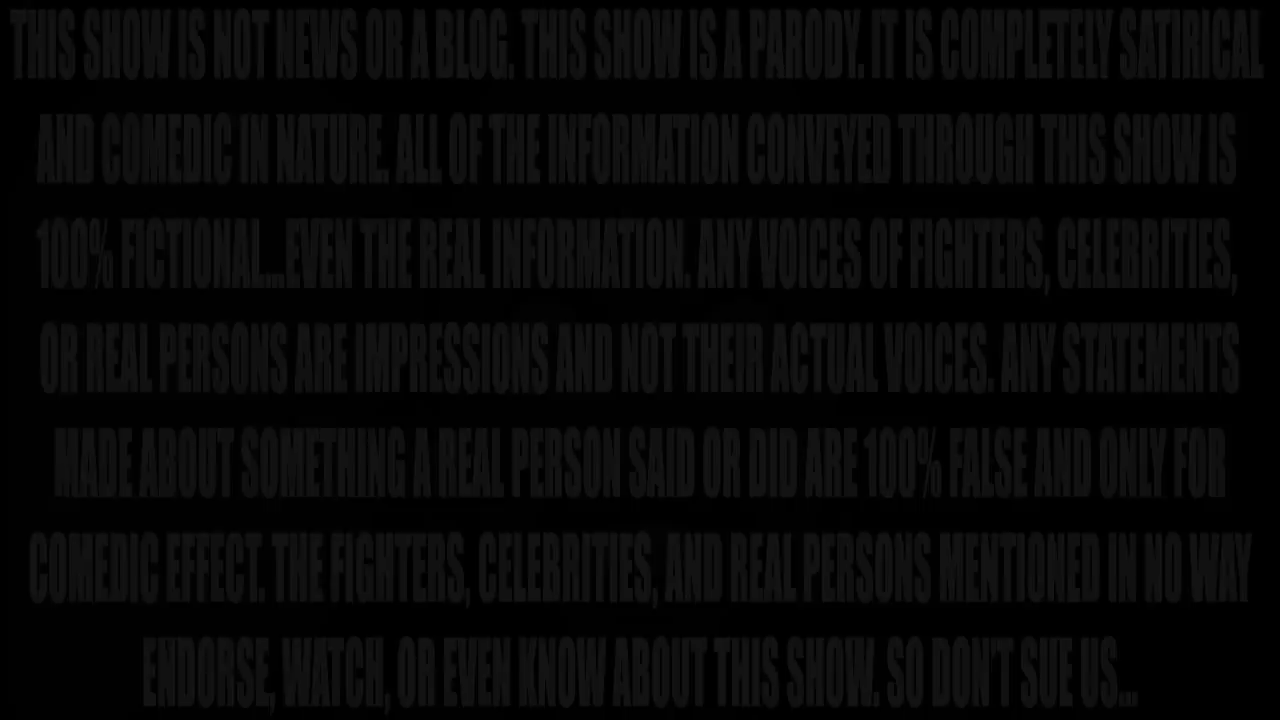 THIS SHOW IS NOT NEWS OR A BLOG. THIS SHOW IS A PARODY. IT IS COMPLETELY SATIRICAL
AND COMEDIC IN NATURE. ALL OF THE INFORMATION CONVEYED THROUGH THIS SHOW IS
100% FICTIONAL...EVEN THE REAL INFORMATION. ANY VOICES OF FIGHTERS, CELEBRITIES,
OR REAL PERSONS ARE IMPRESSIONS AND NOT THEIR ACTUAL VOICES. ANY STATEMENTS
MADE ABOUT SOMETHING A REAL PERSON SAID OR DID ARE 100% FALSE AND ONLY FOR
COMEDIC EFFECT. THE FIGHTERS, CELEBRITIES, AND REAL PERSONS MENTIONED IN NO WAY
ENDORSE, WATCH, OR EVEN KNOW ABOUT THIS SHOW. SO DON'T SUE US...